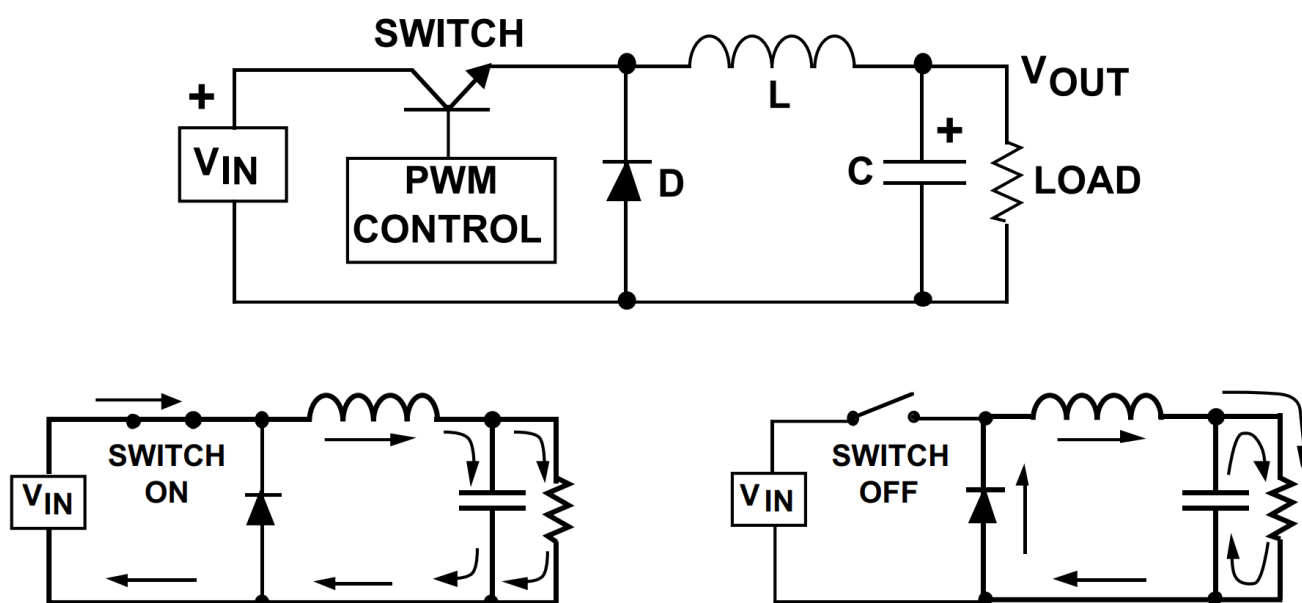 SWITCH
+
VIN
PWM
CONTROL
D
L
C
+
VOUT
LOAD
SWITCH
ON
VIN
SWITCH
OFF
VIN